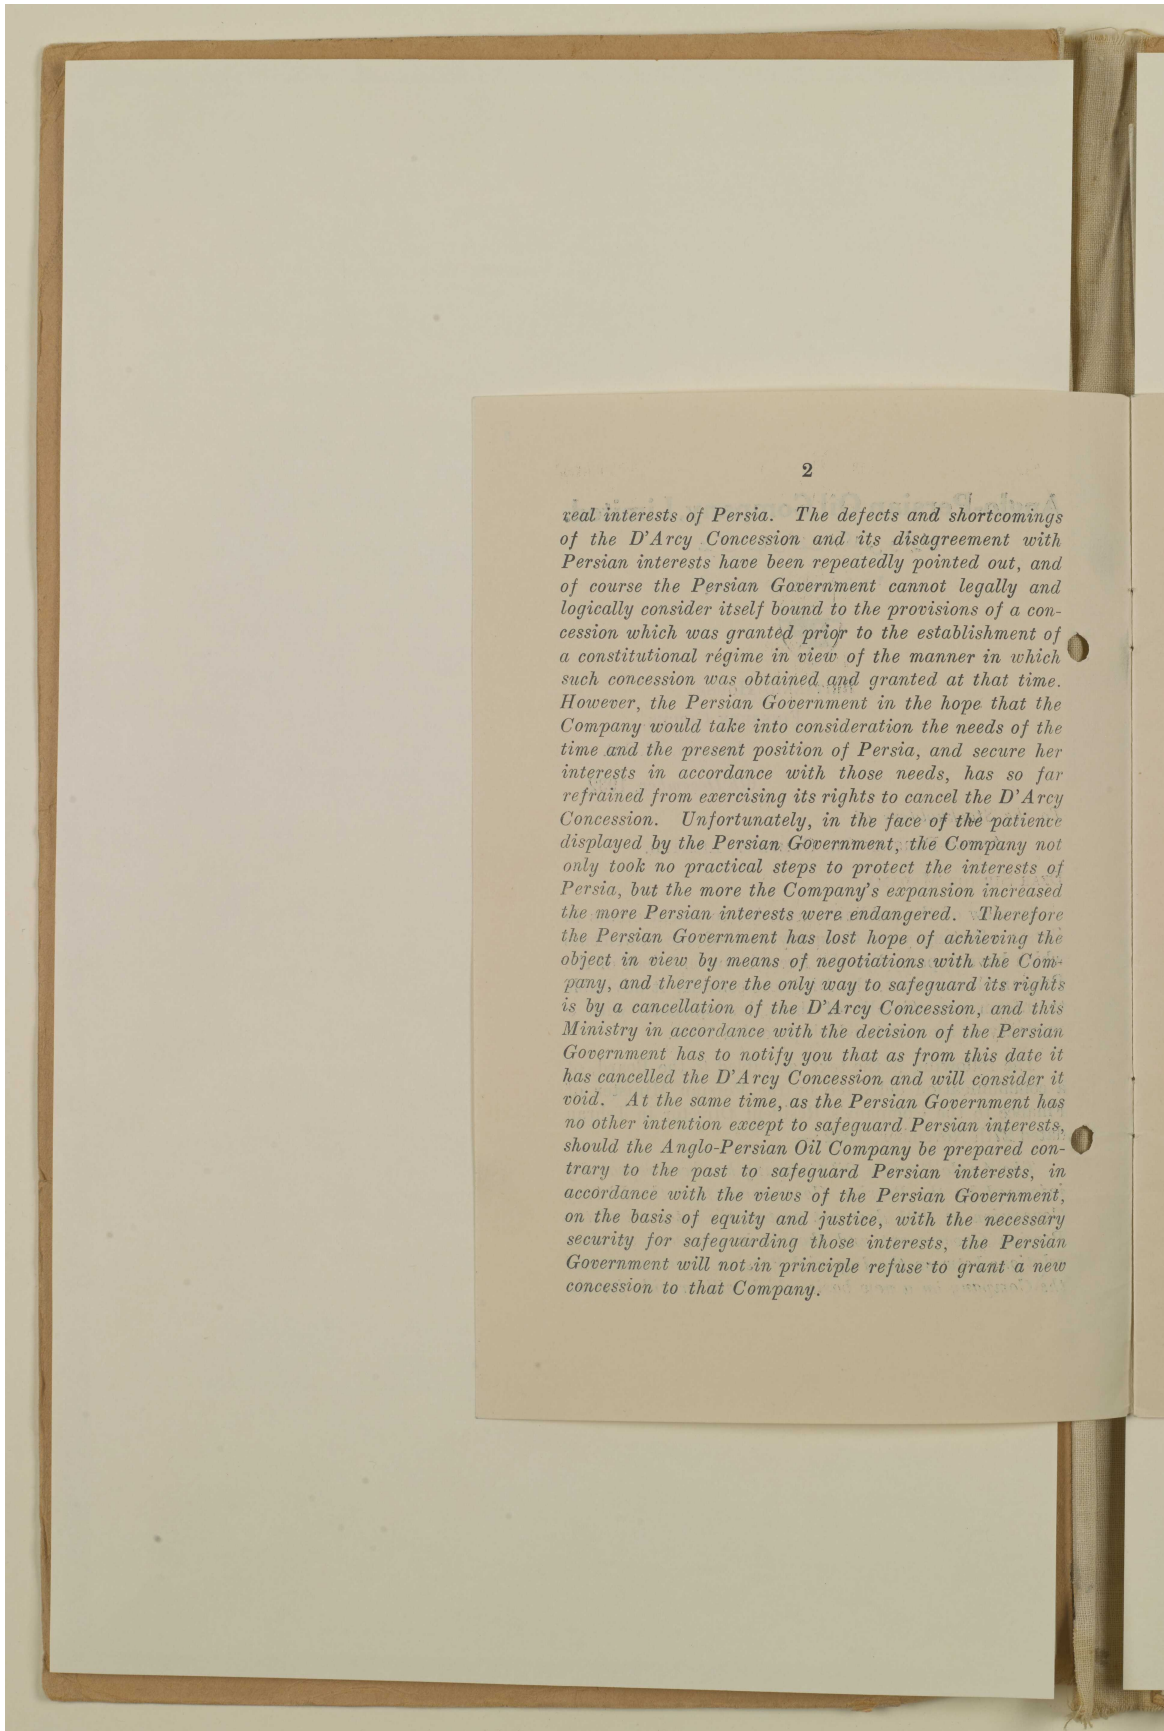 2
real interests of Persia. The defects and shortcomings
of the D'Arcy Concession and its disagreement with
Persian interests have been repeatedly pointed out, and
of course the Persian Government cannot legally and
logically consider itself bound to the provisions of a con-
cession which was granted prior to the establishment of
a constitutional régime in view of the manner in which
such concession was obtained and granted at that time.
However, the Persian Government in the hope that the
Company would take into consideration the needs of the
time and the present position of Persia, and secure her
interests in accordance with those needs, has so far
refrained from exercising its rights to cancel the D'Arcy
Concession. Unfortunately, in the face of the patience
displayed by the Persian Government, the Company not
only took no practical steps to protect the interests of
Persia, but the more the Company's expansion increased
the more Persian interests were endangered. Therefore
the Persian Government has lost hope of achieving the
object in view by means of negotiations with the Com-
pany, and therefore the only way to safeguard its rights
is by a cancellation of the D'Arcy Concession, and this
Ministry in accordance with the decision of the Persian
Government has to notify you that as from this date it
has cancelled the D'Arcy Concession and will consider it
void. At the same time, as the Persian Government has
no other intention except to safeguard Persian interests,
should the Anglo-Persian Oil Company be prepared con-
trary to the past to safeguard Persian interests, in
accordance with the views of the Persian Government,
on the basis of equity and justice, with the necessary
security for safeguarding those interests, the Persian
Government will not in principle refuse to grant a new
concession to that Company.